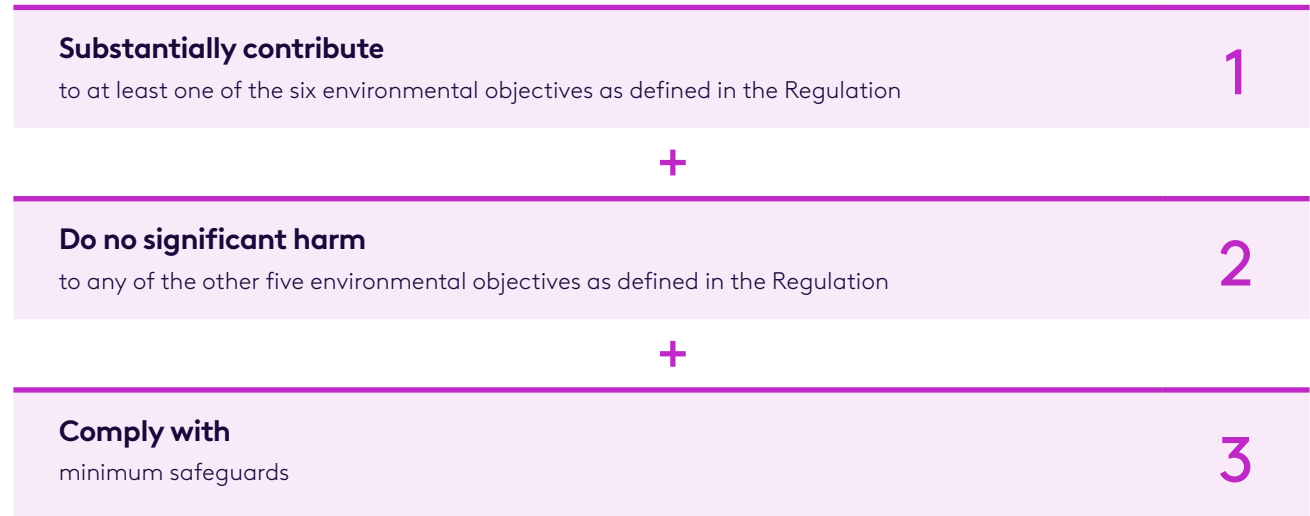 Substantially contribute
to at least one of the six environmental objectives as defined in the Regulation
1
+
Do no significant harm
to any of the other five environmental objectives as defined in the Regulation
2
+
Comply with
minimum safeguards
3